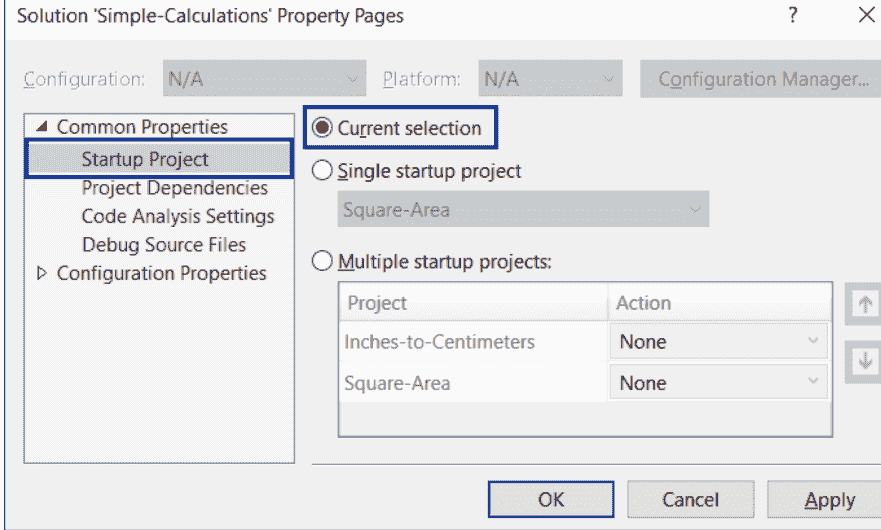 Solution 'Simple-Calculations' Property Pages ? ×
Configuration: N/A Platform: N/A Configuration Manager...
Common Properties
Startup Project
Project Dependencies
Code Analysis Settings
Debug Source Files
Configuration Properties
Current selection
Single startup project
Square-Area
Multiple startup projects:
Project Action
Inches-to-Centimeters None
Square-Area None
OK Cancel Apply